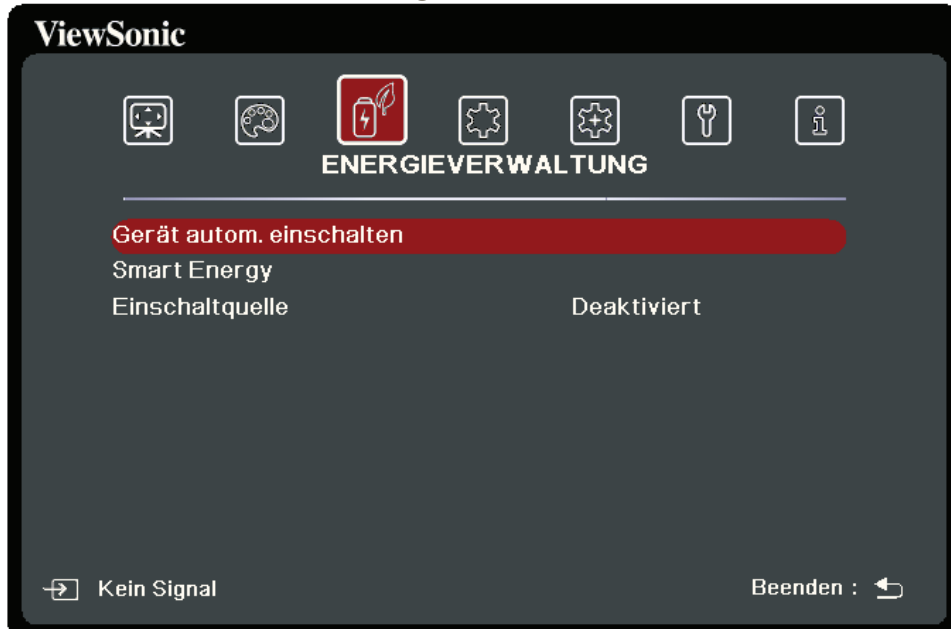 ViewSonic
ENERGIEVERWALTUNG
Gerät autom. einschalten
Smart Energy
Einschaltquelle Deaktiviert
Kein Signal Beenden :